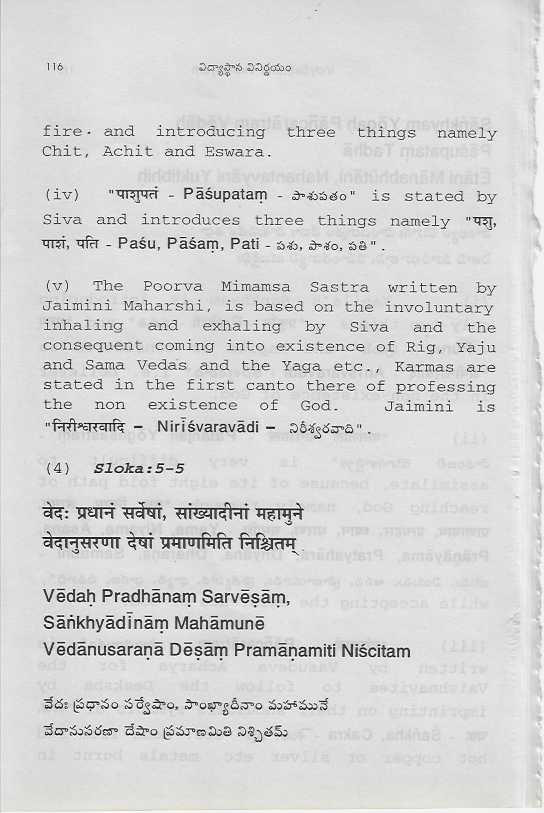 116 విద్యాస్థాన వినిర్ణయం
fire. and introducing three things namely
Chit, Achit and Eswara.
(iv) "पाशुपतं - Pāśupataṃ - పాశుపతం" is stated by
Siva and introduces three things namely "पशु,
पाशं, पति - Paśu, Pāśaṃ, Pati - పశు, పాశం, పతి".
(v) The Poorva Mimamsa Sastra written by
Jaimini Maharshi, is based on the involuntary
inhaling and exhaling by Siva and the
consequent coming into existence of Rig, Yaju
and Sama Vedas and the Yaga etc., Karmas are
stated in the first canto there of professing
the non existence of God. Jaimini is
"निरीश्वरवादि – Nirīśvaravādi – నిరీశ్వరవాది".
(4) Sloka:5-5
वेदः प्रधानं सर्वेषां, सांख्यादीनां महामुने
वेदानुसरणा देषां प्रमाणमिति निश्चितम्
Vēdaḥ Pradhānaṃ Sarvēṣāṃ,
Sāṅkhyādīnāṃ Mahāmunē
Vēdānusaraṇā Dēṣāṃ Pramāṇamiti Niścitam
వేదః ప్రధానం సర్వేషాం, సాంఖ్యాదీనాం మహామునే
వేదానుసరణా దేషాం ప్రమాణమితి నిశ్చితమ్